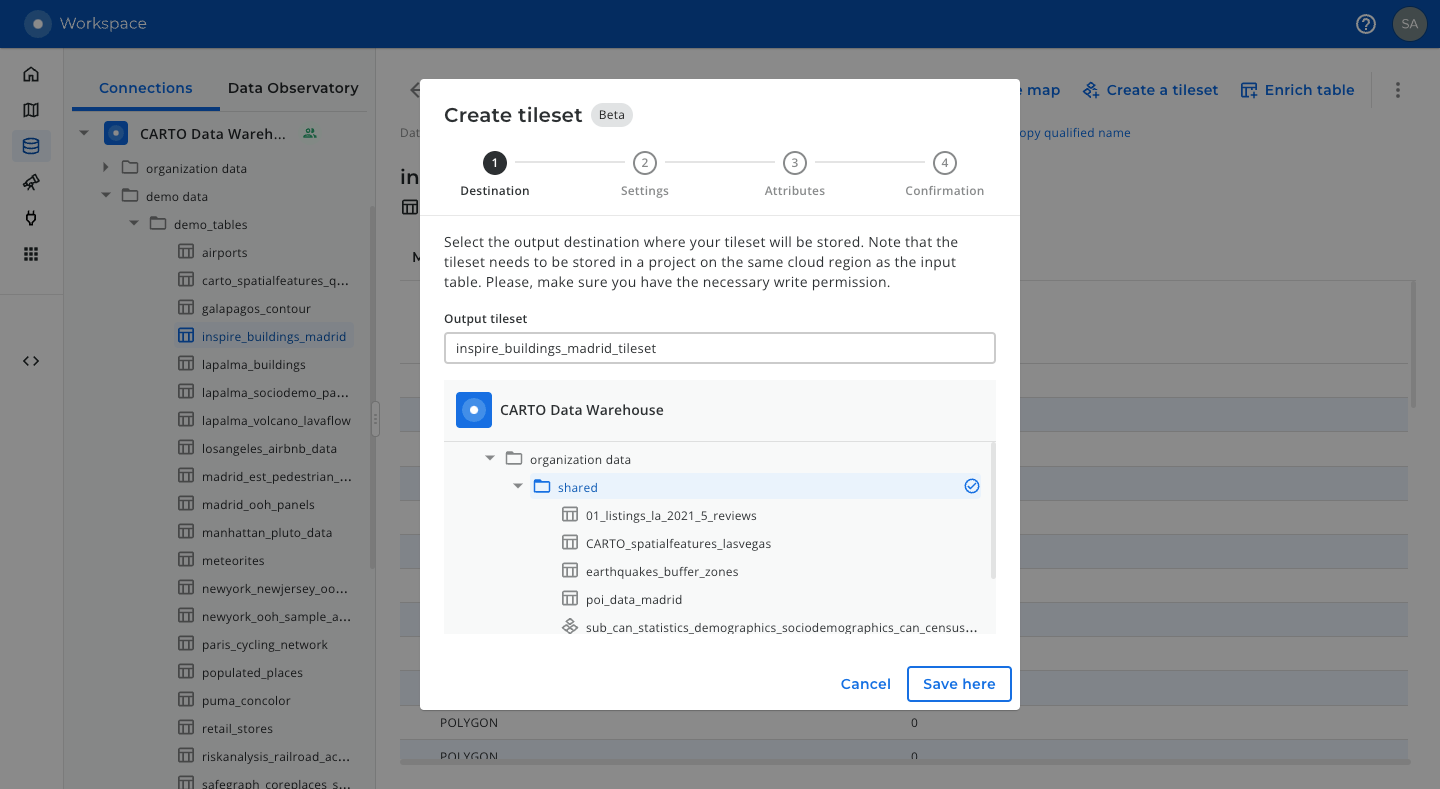 Workspace
SA
Connections
Data Observatory
CARTO Data Wareh...
organization data
demo data
demo_tables
airports
carto_spatialfeatures_q...
galapagos_contour
inspire_buildings_madrid
lapalma_buildings
lapalma_sociodemo_pa...
lapalma_volcano_lavaflow
losangeles_airbnb_data
madrid_est_pedestrian_...
madrid_ooh_panels
manhattan_pluto_data
meteorites
newyork_newjersey_oo...
newyork_ooh_sample_a...
paris_cycling_network
populated_places
puma_concolor
retail_stores
riskanalysis_railroad_ac...
safegraph_coreplaces_s...
e map
Create a tileset
Enrich table
Dat
opy qualified name
in
M
Create tileset
Beta
1
2
3
4
Destination
Settings
Attributes
Confirmation
Select the output destination where your tileset will be stored. Note that the
tileset needs to be stored in a project on the same cloud region as the input
table. Please, make sure you have the necessary write permission.
Output tileset
inspire_buildings_madrid_tileset
CARTO Data Warehouse
organization data
shared
01_listings_la_2021_5_reviews
CARTO_spatialfeatures_lasvegas
earthquakes_buffer_zones
poi_data_madrid
sub_can_statistics_demographics_sociodemographics_can_census...
Cancel
Save here
POLYGON
0
POLYGON
0